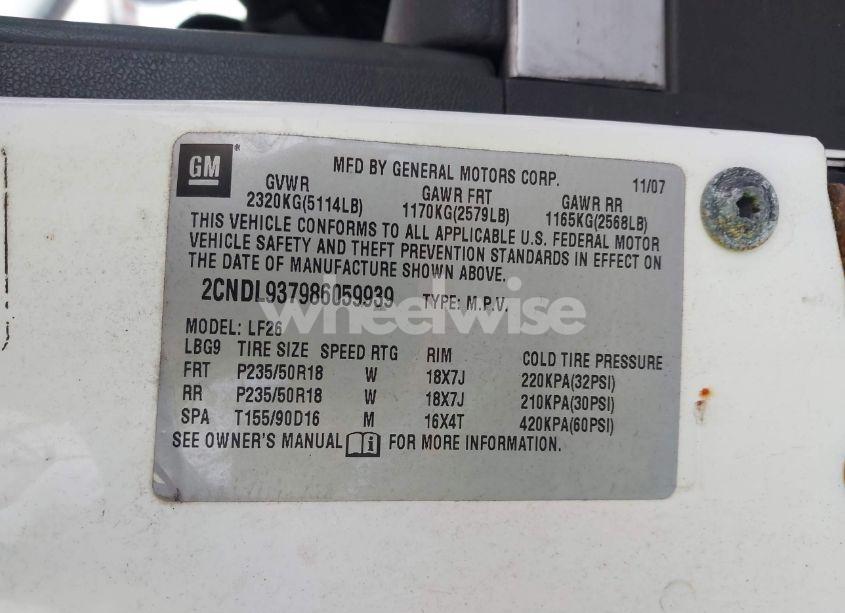 GM
MFD BY GENERAL MOTORS CORP. 11/07
GVWR GAWR FRT GAWR RR
2320KG(5114LB) 1170KG(2579LB) 1165KG(2568LB)
THIS VEHICLE CONFORMS TO ALL APPLICABLE U.S. FEDERAL MOTOR
VEHICLE SAFETY AND THEFT PREVENTION STANDARDS IN EFFECT ON
THE DATE OF MANUFACTURE SHOWN ABOVE.
2CNDL937986059939 TYPE: M.P.V.
wheelwise
MODEL: LF26
LBG9 TIRE SIZE SPEED RTG RIM COLD TIRE PRESSURE
FRT P235/50R18 W 18X7J 220KPA(32PSI)
RR P235/50R18 W 18X7J 210KPA(30PSI)
SPA T155/90D16 M 16X4T 420KPA(60PSI)
SEE OWNER'S MANUAL FOR MORE INFORMATION.